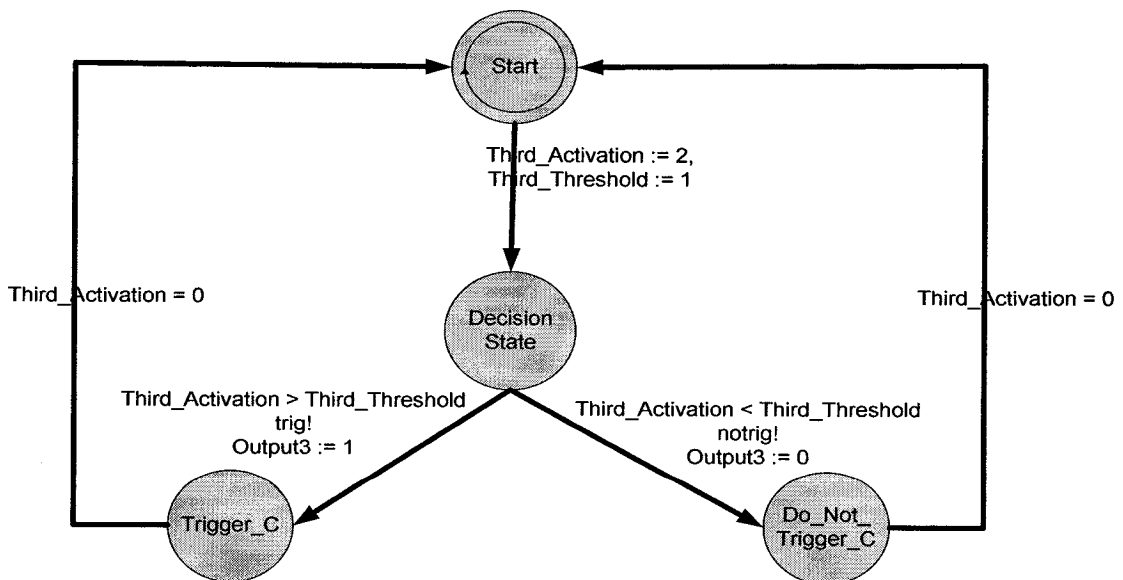 Start
Third_Activation := 2,
Third_Threshold := 1
Third_Activation = 0
Third_Activation = 0
Decision
State
Third_Activation > Third_Threshold
trig!
Output3 := 1
Third_Activation < Third_Threshold
notrig!
Output3 := 0
Trigger_C
Do_Not_
Trigger_C